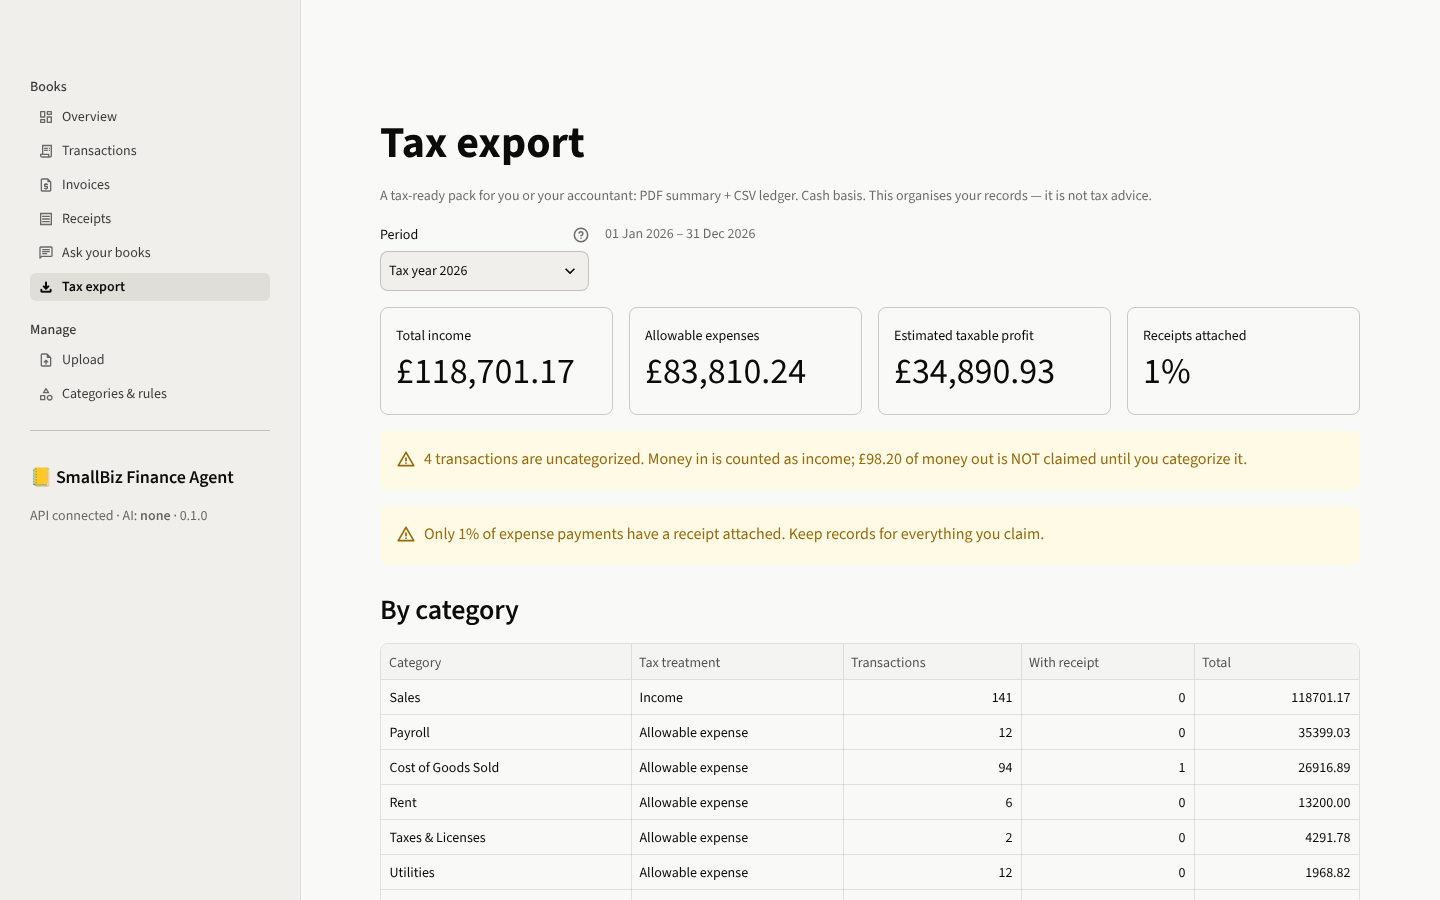 Books
Overview
Transactions
Invoices
Receipts
Ask your books
Tax export
Manage
Upload
Categories & rules
SmallBiz Finance Agent
API connected · AI: none · 0.1.0
Tax export
A tax-ready pack for you or your accountant: PDF summary + CSV ledger. Cash basis. This organises your records — it is not tax advice.
Period
01 Jan 2026 – 31 Dec 2026
Tax year 2026
Total income
£118,701.17
Allowable expenses
£83,810.24
Estimated taxable profit
£34,890.93
Receipts attached
1%
4 transactions are uncategorized. Money in is counted as income; £98.20 of money out is NOT claimed until you categorize it.
Only 1% of expense payments have a receipt attached. Keep records for everything you claim.
By category
Category Tax treatment Transactions With receipt Total
Sales Income 141 0 118701.17
Payroll Allowable expense 12 0 35399.03
Cost of Goods Sold Allowable expense 94 1 26916.89
Rent Allowable expense 6 0 13200.00
Taxes & Licenses Allowable expense 2 0 4291.78
Utilities Allowable expense 12 0 1968.82